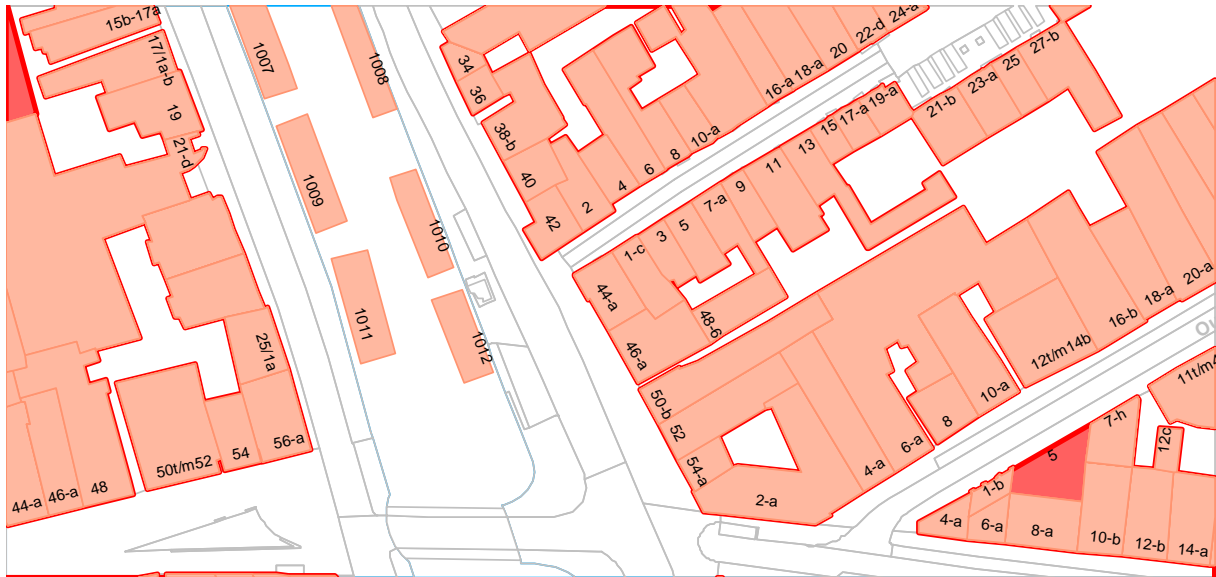 15b-17a
17/1a-b
19
21-d
1007
1008
1009
1010
1011
1012
25/1a
56-a
54
50t/m52
48
46-a
44-a
34
36
38-b
40
42
2
4
6
8
10-a
16-a
18-a
20
22-d
24-a
44-a
46-a
1-c
3
5
7-a
9
11
13
15
17-a
19-a
21-b
23-a
25
27-b
48-6
50-b
52
54-a
2-a
4-a
6-a
8
10-a
12t/m14b
16-b
18-a
20-a
11t/m4
7-h
12c
5
1-b
4-a
6-a
8-a
10-b
12-b
14-a